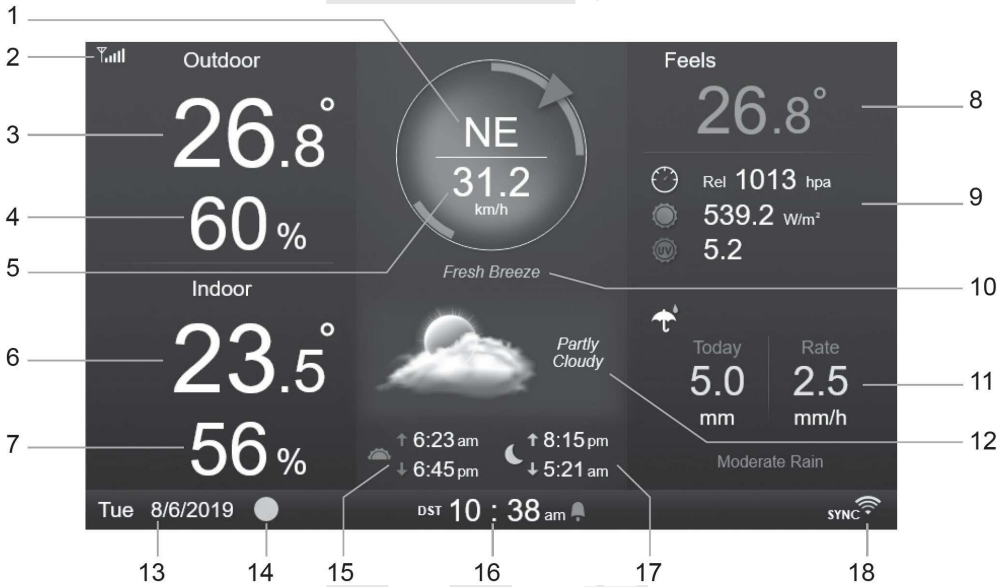 1
2
3
4
5
6
7
Outdoor
26.8°
60 %
Indoor
23.5°
56 %
NE
31.2
km/h
Fresh Breeze
Partly
Cloudy
↑ 6:23 am
↓ 6:45 pm
↑ 8:15 pm
↓ 5:21 am
Feels
26.8°
Rel 1013 hpa
539.2 W/m²
UV
5.2
Today
5.0
mm
Rate
2.5
mm/h
Moderate Rain
Tue 8/6/2019
DST 10 : 38 am
SYNC
8
9
10
11
12
13 14 15 16 17 18